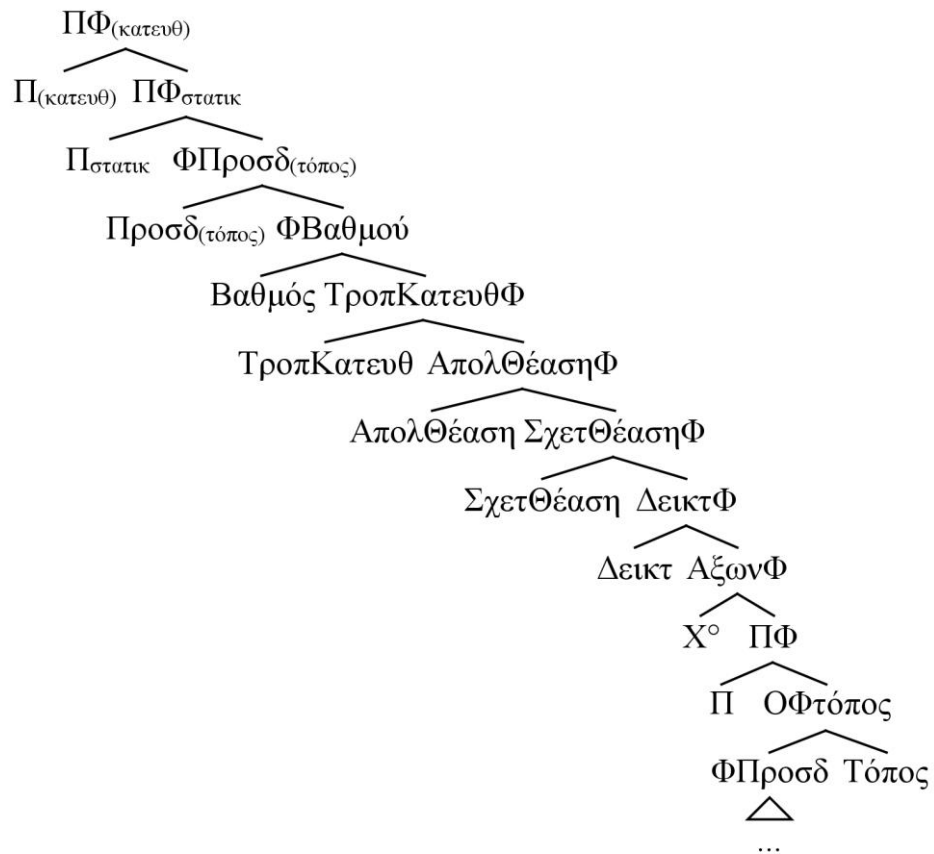 ΠΦ(κατευθ)
Π(κατευθ) ΠΦστατικ
Πστατικ ΦΠροσδ(τόπος)
Προσδ(τόπος) ΦΒαθμού
Βαθμός ΤροπΚατευθΦ
ΤροπΚατευθ ΑπολΘέασηΦ
ΑπολΘέαση ΣχετΘέασηΦ
ΣχετΘέαση ΔεικτΦ
Δεικτ ΑξωνΦ
Χ° ΠΦ
Π ΟΦτόπος
ΦΠροσδ Τόπος
...